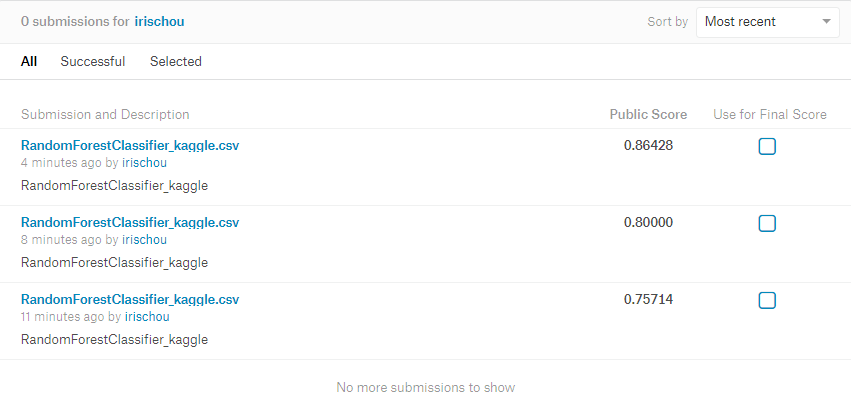 0 submissions for irischou Sort by Most recent
All Successful Selected
Submission and Description Public Score Use for Final Score
RandomForestClassifier_kaggle.csv 0.86428
4 minutes ago by irischou
RandomForestClassifier_kaggle
RandomForestClassifier_kaggle.csv 0.80000
8 minutes ago by irischou
RandomForestClassifier_kaggle
RandomForestClassifier_kaggle.csv 0.75714
11 minutes ago by irischou
RandomForestClassifier_kaggle
No more submissions to show